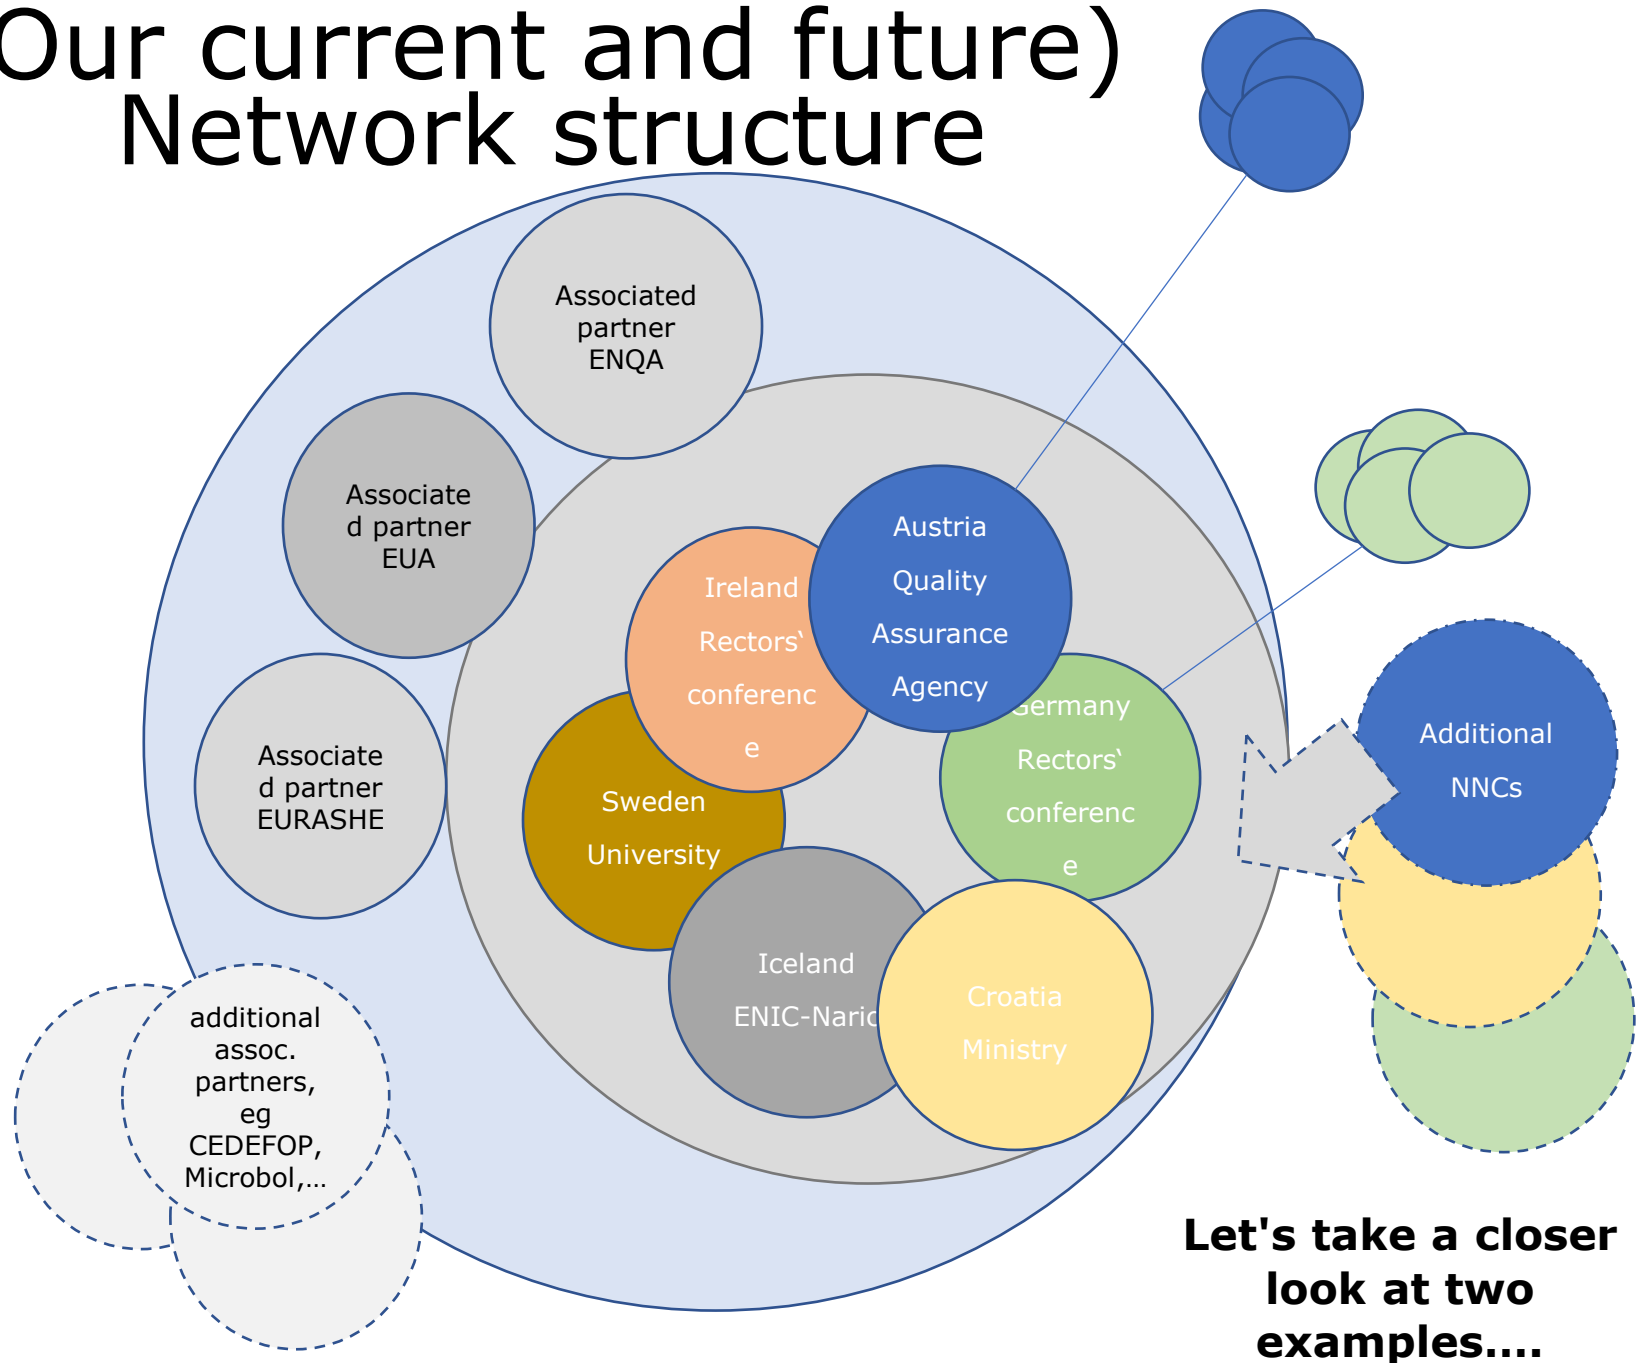 Our current and future)
Network structure
Associated
partner
ENQA
Associate
d partner
EUA
Associate
d partner
EURASHE
additional
assoc.
partners,
eg
CEDEFOP,
Microbol,…
Ireland
Rectors‘
conferenc
e
Austria
Quality
Assurance
Agency
Germany
Rectors‘
conferenc
e
Sweden
University
Iceland
ENIC-Naric
Croatia
Ministry
Additional
NNCs
Let's take a closer
look at two
examples....